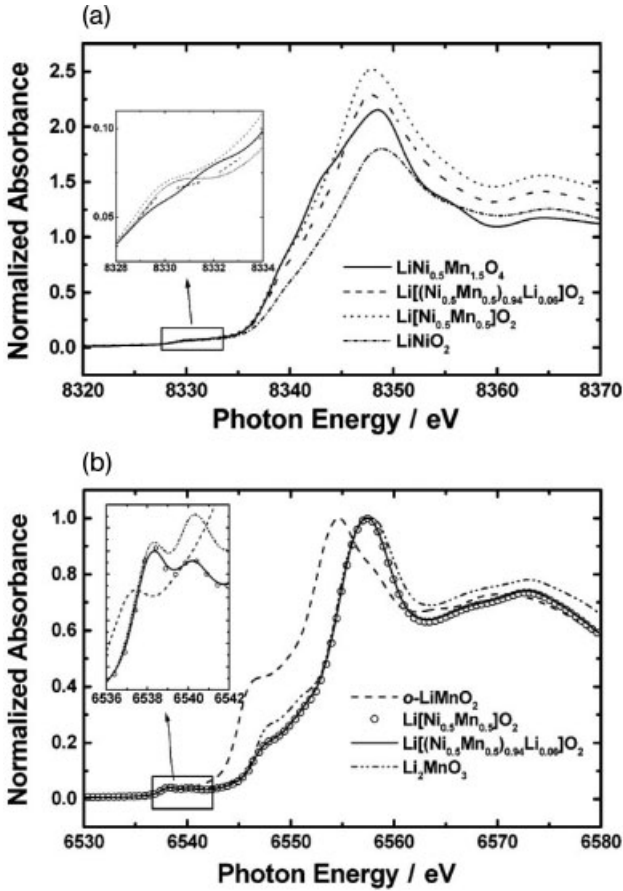 (a)
Normalized Absorbance
2.5
2.0
1.5
1.0
0.5
0.0
0.10
0.05
8328 8330 8332 8334
LiNi₀.₅Mn₁.₅O₄
Li[(Ni₀.₅Mn₀.₅)₀.₉₄Li₀.₀₆]O₂
Li[Ni₀.₅Mn₀.₅]O₂
LiNiO₂
8320 8330 8340 8350 8360 8370
Photon Energy / eV
(b)
Normalized Absorbance
1.0
0.8
0.6
0.4
0.2
0.0
6536 6538 6540 6542
o-LiMnO₂
Li[Ni₀.₅Mn₀.₅]O₂
Li[(Ni₀.₅Mn₀.₅)₀.₉₄Li₀.₀₆]O₂
Li₂MnO₃
6530 6540 6550 6560 6570 6580
Photon Energy / eV